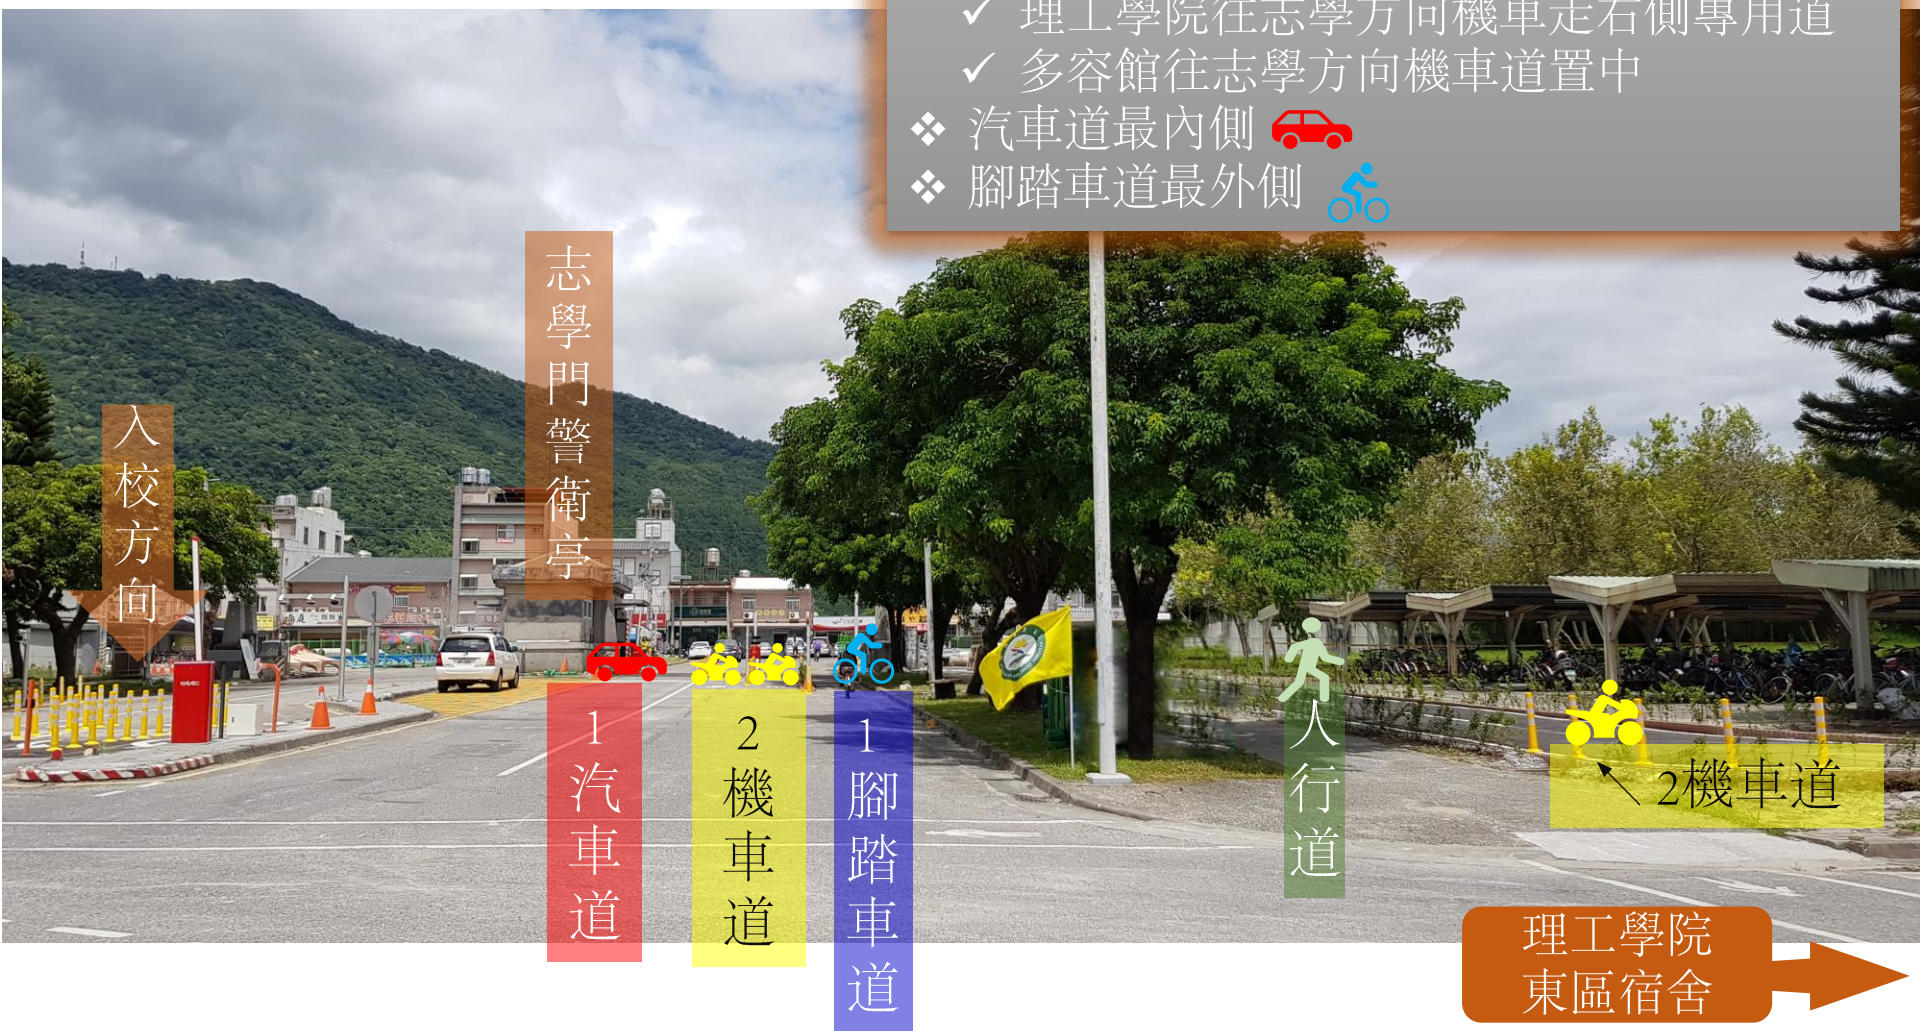 ✓ 理工學院往志學方向機車走右側專用道
✓ 多容館往志學方向機車道置中
❖ 汽車道最內側
❖ 腳踏車道最外側
志學門警衛亭
入校方向
1汽車道
2機車道
1腳踏車道
人行道
2機車道
理工學院
東區宿舍